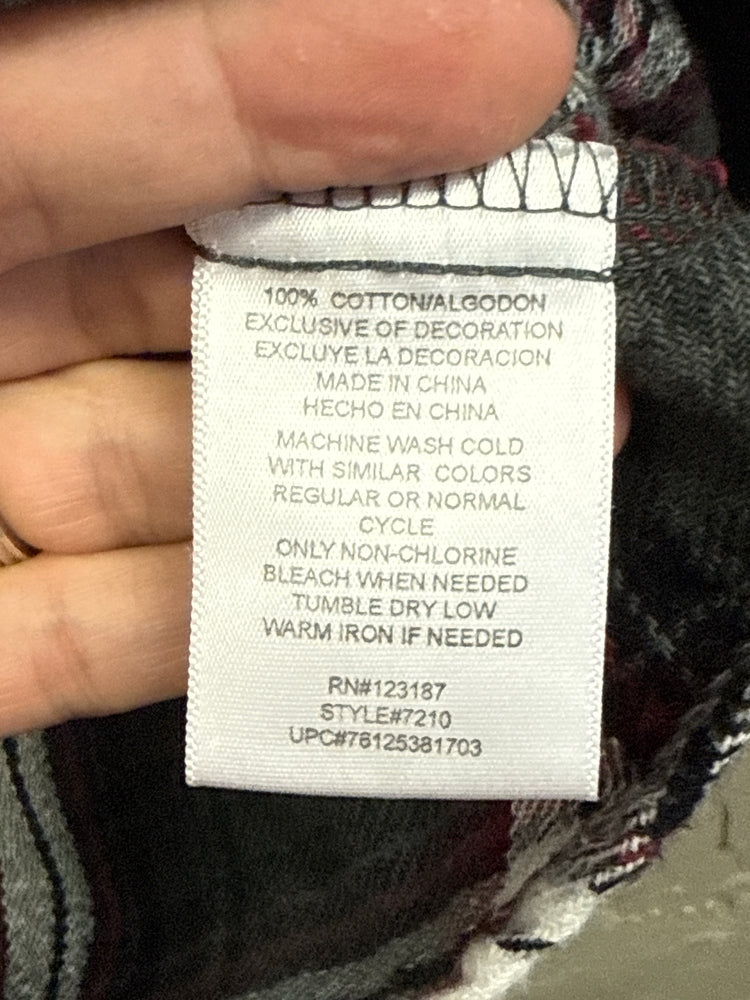 100% COTTON/ALGODON
EXCLUSIVE OF DECORATION
EXCLUYE LA DECORACION
MADE IN CHINA
HECHO EN CHINA
MACHINE WASH COLD
WITH SIMILAR COLORS
REGULAR OR NORMAL
CYCLE
ONLY NON-CHLORINE
BLEACH WHEN NEEDED
TUMBLE DRY LOW
WARM IRON IF NEEDED
RN#123187
STYLE#7210
UPC#76125381703